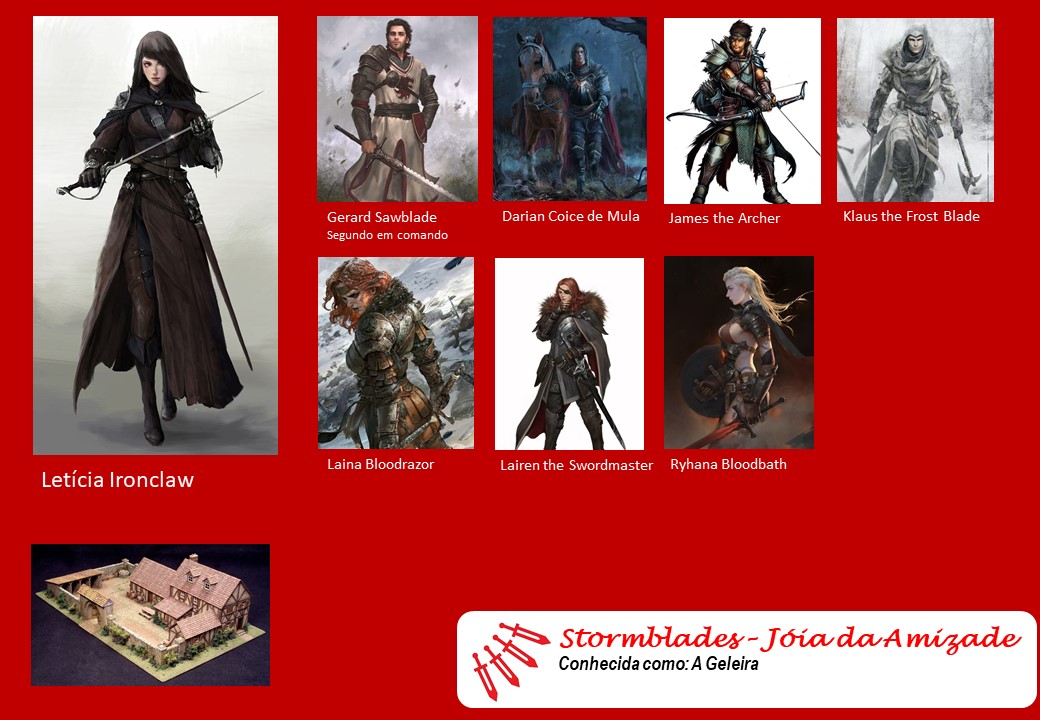 Gerard Sawblade
Segundo em comando
Darian Coice de Mula
James the Archer
Klaus the Frost Blade
Laina Bloodrazor
Lairen the Swordmaster
Ryhana Bloodbath
Letícia Ironclaw
Stormblades - Jóia da Amizade
Conhecida como: A Geleira